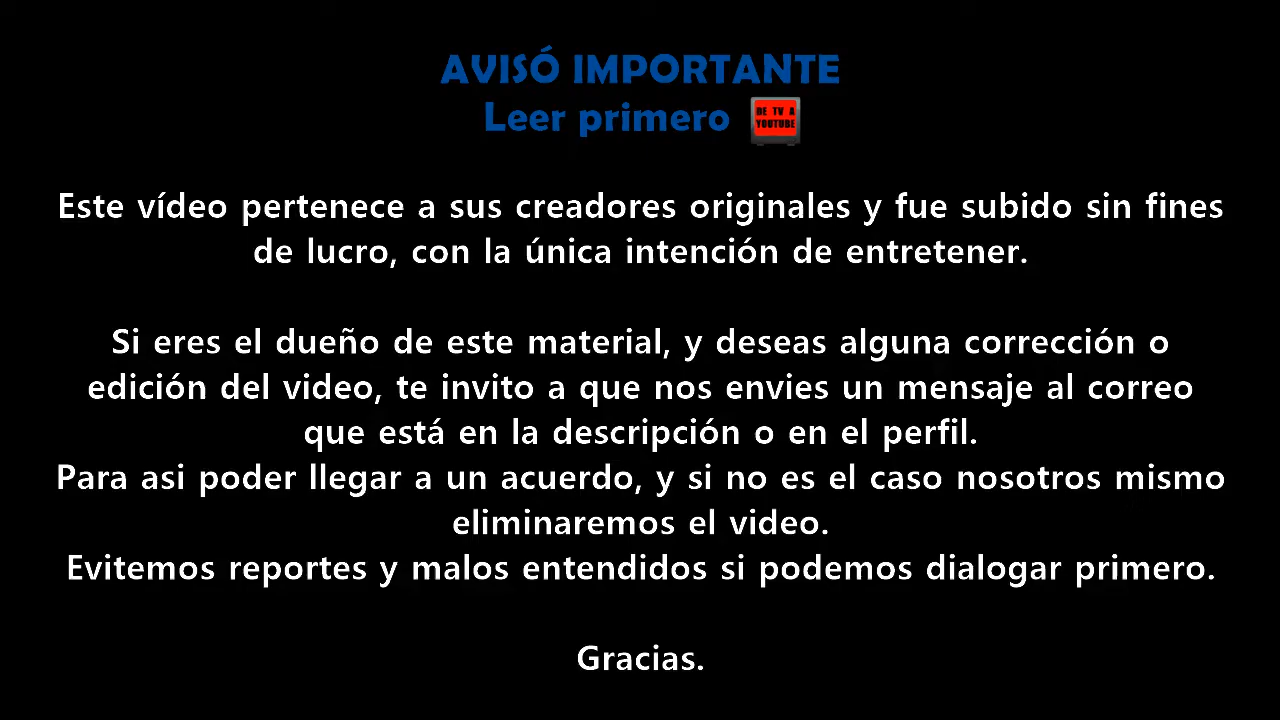 AVISÓ IMPORTANTE
Leer primero
DE TV A
YOUTUBE
Este vídeo pertenece a sus creadores originales y fue subido sin fines
de lucro, con la única intención de entretener.
Si eres el dueño de este material, y deseas alguna corrección o
edición del video, te invito a que nos envies un mensaje al correo
que está en la descripción o en el perfil.
Para asi poder llegar a un acuerdo, y si no es el caso nosotros mismo
eliminaremos el video.
Evitemos reportes y malos entendidos si podemos dialogar primero.
Gracias.